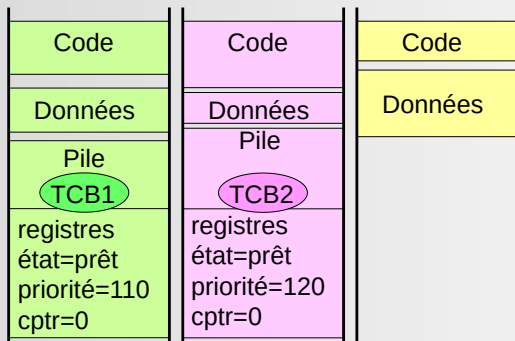 Code
Données
Pile
TCB1
registres
état=prêt
priorité=110
cptr=0
Code
Données
Pile
TCB2
registres
état=prêt
priorité=120
cptr=0
Code
Données